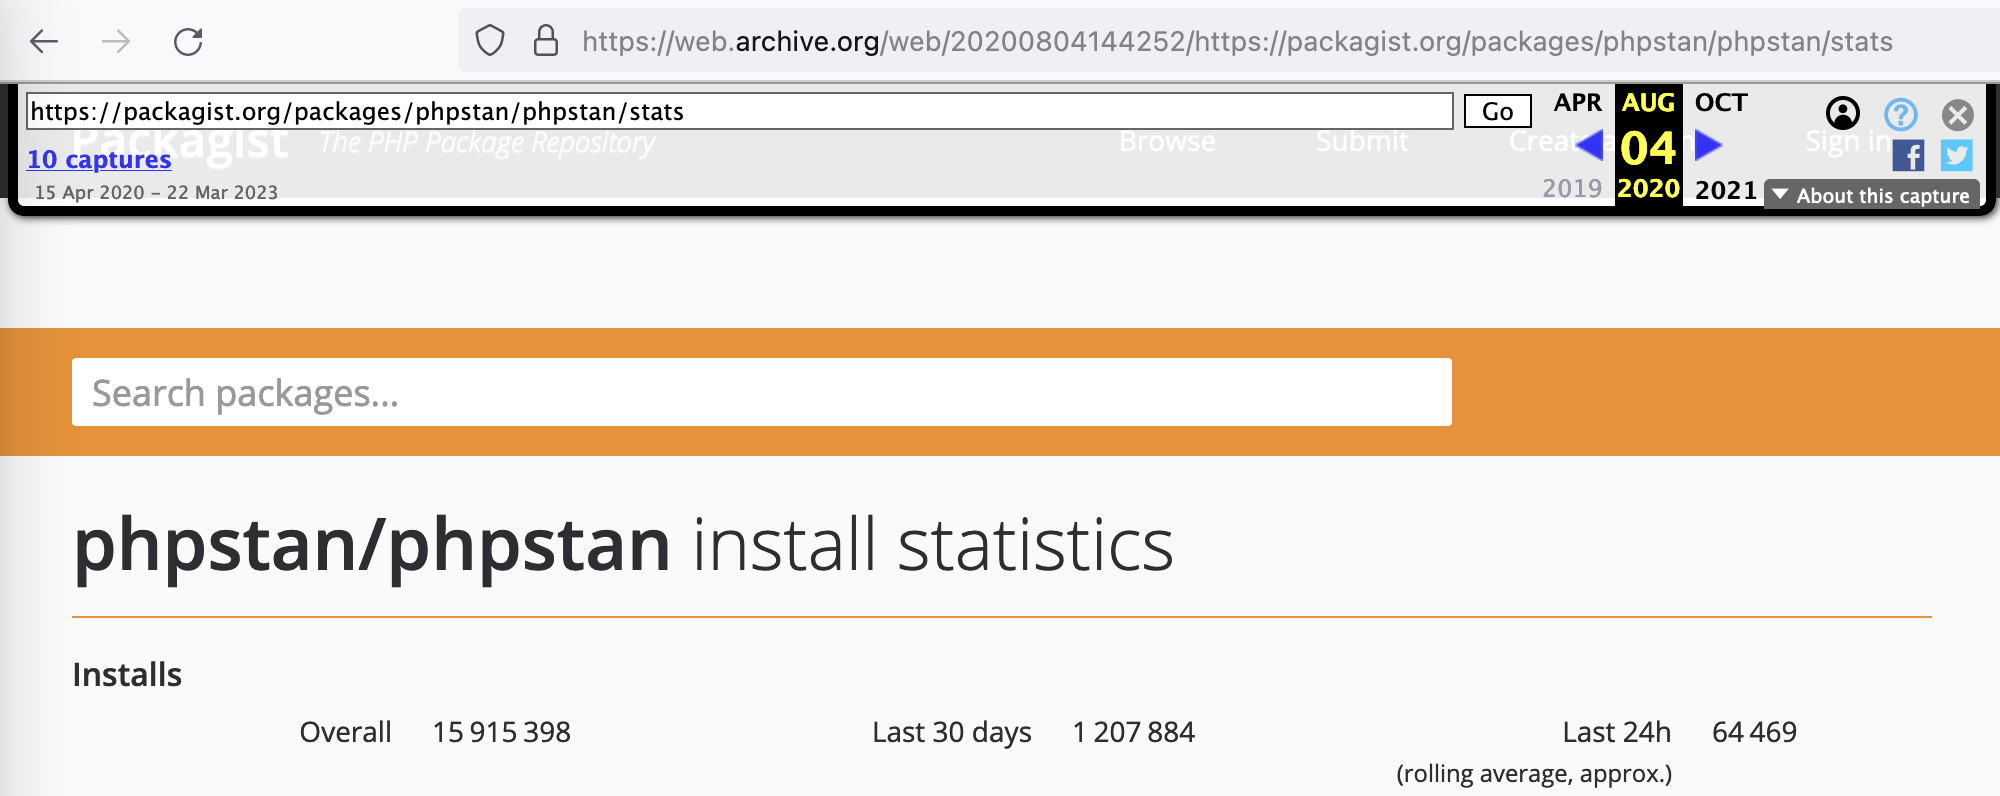 https://web.archive.org/web/20200804144252/https://packagist.org/packages/phpstan/phpstan/stats
https://packagist.org/packages/phpstan/phpstan/stats
Go
APR AUG OCT
Packagist The PHP Package Repository
Browse Submit Sign in
10 captures
04
15 Apr 2020 – 22 Mar 2023
2019 2020 2021
About this capture
Search packages...
phpstan/phpstan install statistics
Installs
Overall 15 915 398
Last 30 days 1 207 884
Last 24h 64 469
(rolling average, approx.)